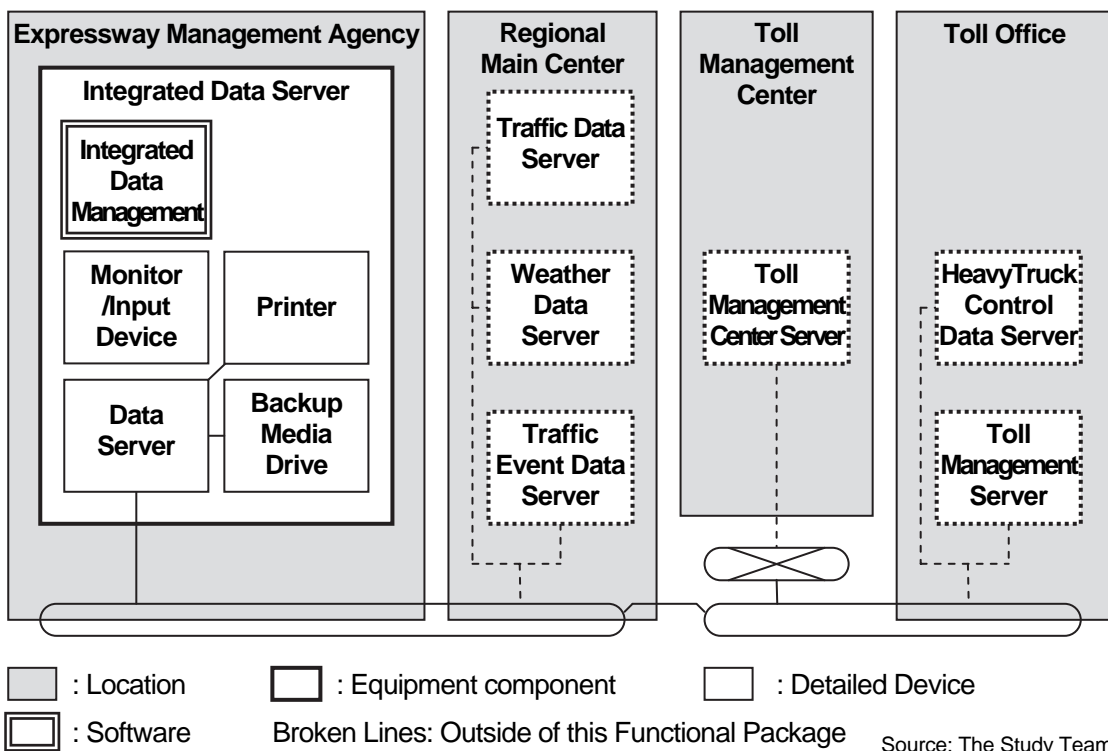 Expressway Management Agency
Integrated Data Server
Integrated
Data
Management
Monitor
/Input
Device
Printer
Data
Server
Backup
Media
Drive
Regional
Main Center
Traffic Data
Server
Weather
Data
Server
Traffic
Event Data
Server
Toll
Management
Center
Toll
Management
Center Server
Toll Office
HeavyTruck
Control
Data Server
Toll
Management
Server
: Location
: Equipment component
: Detailed Device
: Software
Broken Lines: Outside of this Functional Package
Source: The Study Team